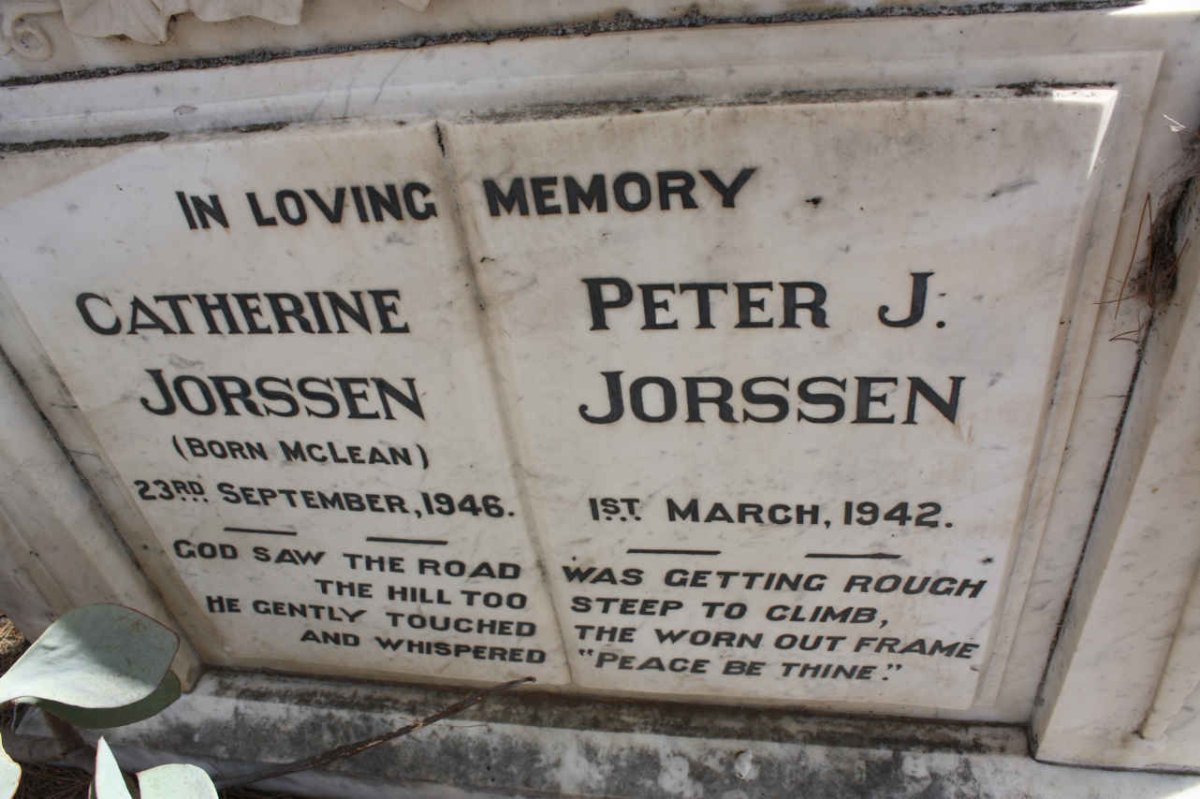 IN LOVING MEMORY
CATHERINE
JORSSEN
(BORN MCLEAN)
23RD SEPTEMBER, 1946.
PETER J.
JORSSEN
1ST MARCH, 1942.
GOD SAW THE ROAD WAS GETTING ROUGH
THE HILL TOO STEEP TO CLIMB,
HE GENTLY TOUCHED THE WORN OUT FRAME
AND WHISPERED "PEACE BE THINE."